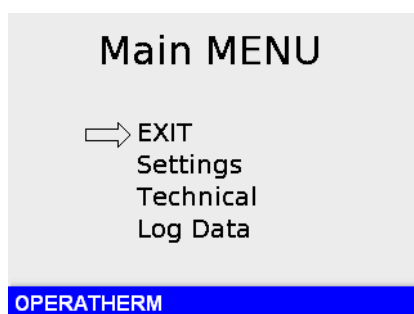 Main MENU
EXIT
Settings
Technical
Log Data
OPERATHERM